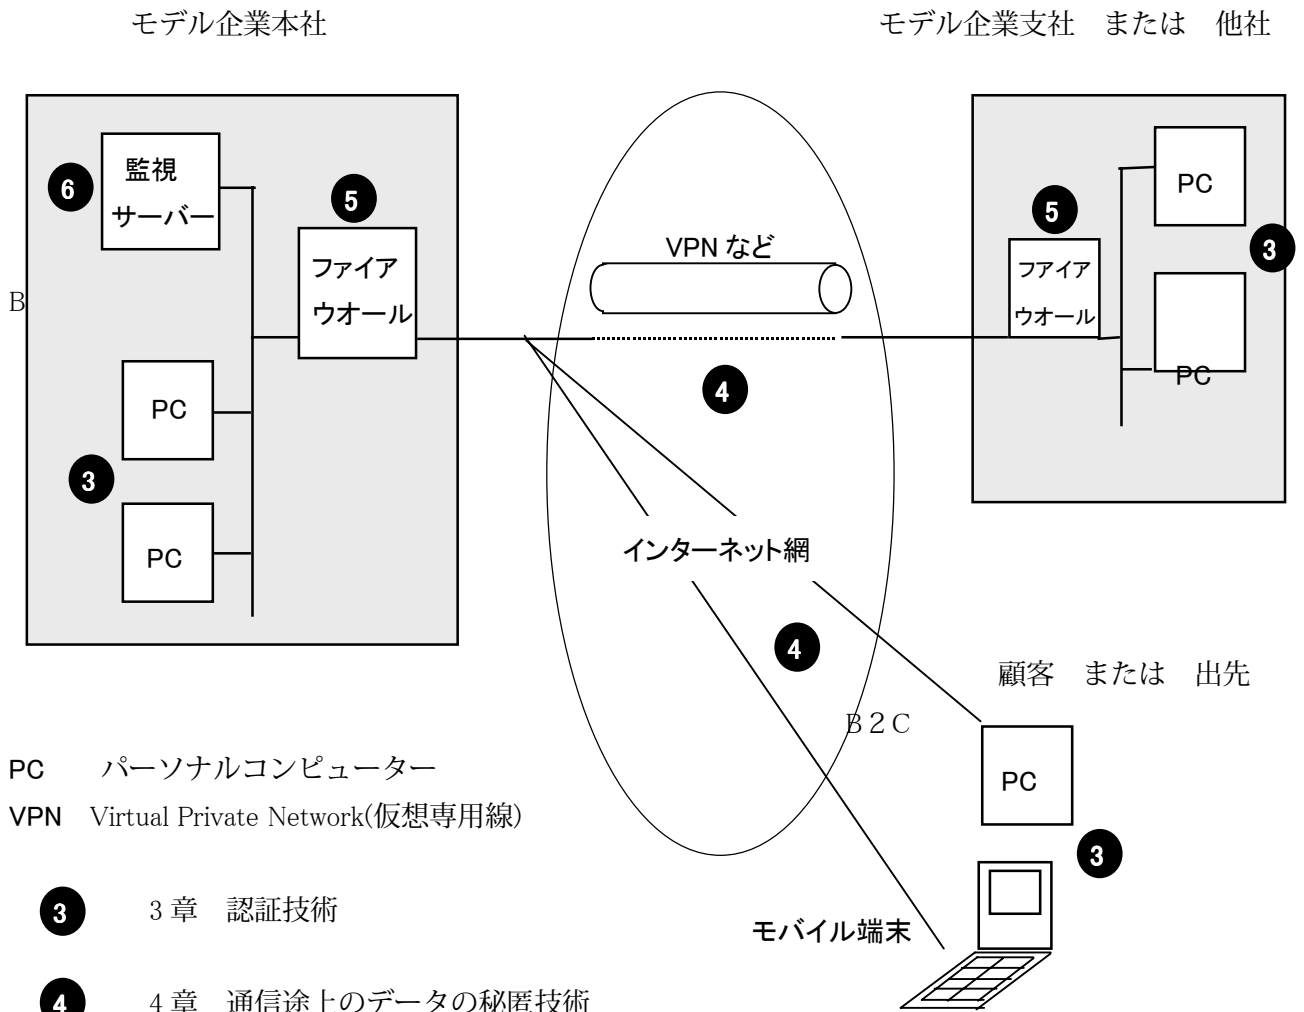 モデル企業本社
モデル企業支社　または　他社
監視
サーバー
6
5
ファイア
ウオール
B
PC
3
PC
VPN など
4
インターネット網
4
B２C
5
フアイア
ウオール
PC
3
PC
顧客　または　出先
PC
3
モバイル端末
PC　パーソナルコンピューター
VPN　Virtual Private Network(仮想専用線)
3　3 章　認証技術
4　4 章　通信途上のデータの秘匿技術